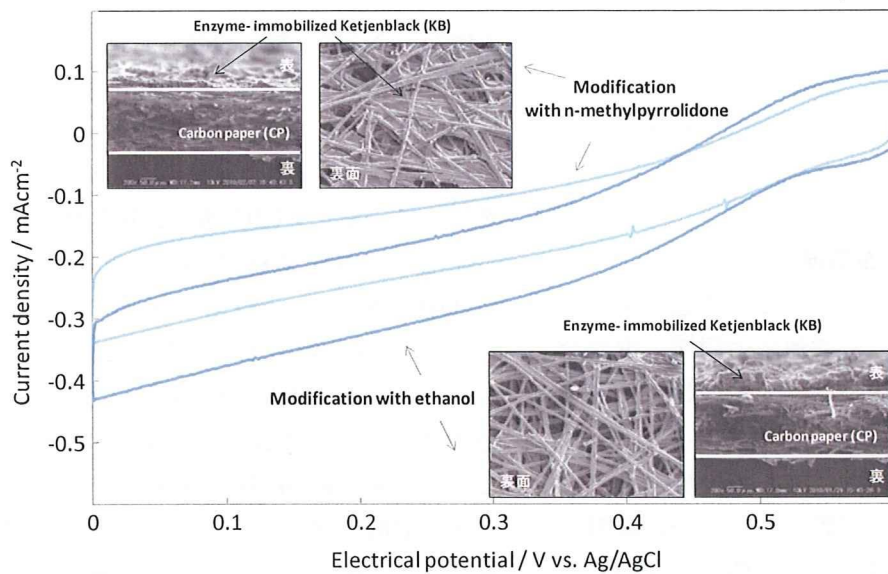 Enzyme- immobilized Ketjenblack (KB)
0.2
0.1
0
-0.1
-0.2
-0.3
-0.4
-0.5
Current density / mAcm⁻²
表
Carbon paper (CP)
裏
裏面
Modification
with n-methylpyrrolidone
Enzyme- immobilized Ketjenblack (KB)
Modification with ethanol
裏面
表
Carbon paper (CP)
裏
0
0.1
0.2
0.3
0.4
0.5
Electrical potential / V vs. Ag/AgCl